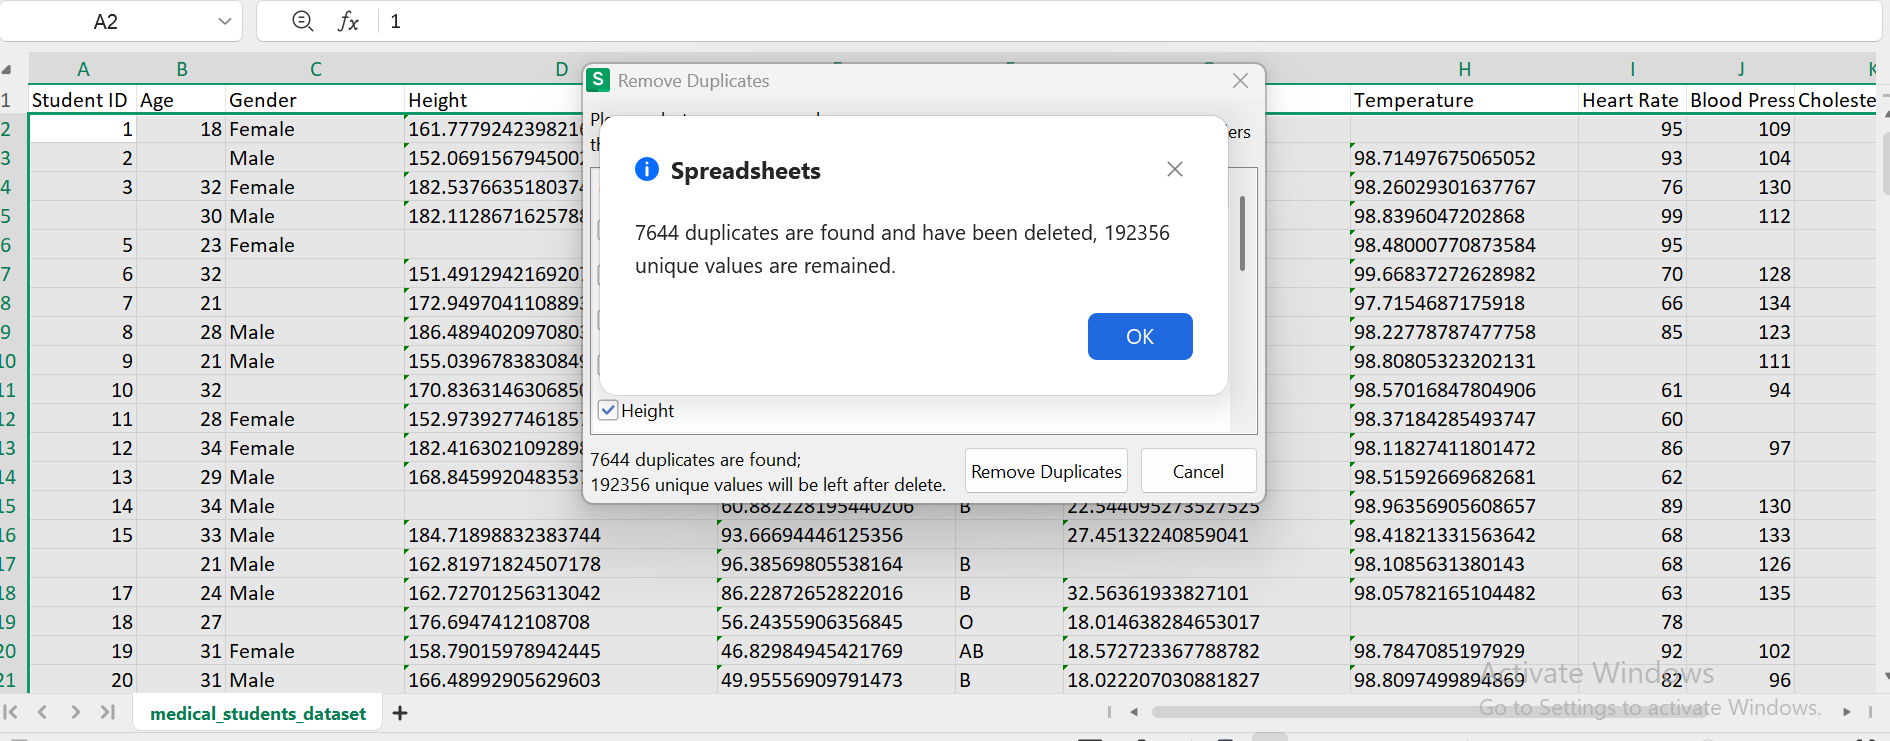 A2 fx 1
A B C D H I J K
1 Student ID Age Gender Height Temperature Heart Rate Blood Press Choleste
2 1 18 Female 161.7779242398216 95 109
3 2 Male 152.069156794500 98.71497675065052 93 104
4 3 32 Female 182.537663518037 98.26029301637767 76 130
5 30 Male 182.112867162578 98.8396047202868 99 112
6 5 23 Female 98.48000770873584 95
7 6 32 151.491294216920 99.66837272628982 70 128
8 7 21 172.949704110889 97.7154687175918 66 134
9 8 28 Male 186.489402097080 98.22778787477758 85 123
10 9 21 Male 155.039678383084 98.80805323202131 111
11 10 32 170.836314630685 98.57016847804906 61 94
12 11 28 Female 152.973927746185 98.37184285493747 60
13 12 34 Female 182.416302109289 98.11827411801472 86 97
14 13 29 Male 168.845992048353 98.51592669682681 62
15 14 34 Male 60.882228195440206 B 22.544095273527525 98.96356905608657 89 130
16 15 33 Male 184.71898832383744 93.66694446125356 27.45132240859041 98.41821331563642 68 133
17 21 Male 162.81971824507178 96.38569805538164 B 98.1085631380143 68 126
18 17 24 Male 162.72701256313042 86.22872652822016 B 32.56361933827101 98.05782165104482 63 135
19 18 27 176.6947412108708 56.24355906356845 O 18.014638284653017 78
20 19 31 Female 158.79015978942445 46.82984945421769 AB 18.572723367788782 98.7847085197929 92 102
21 20 31 Male 166.48992905629603 49.95556909791473 B 18.022207030881827 98.8097499894869 82 96
S Remove Duplicates
Spreadsheets
7644 duplicates are found and have been deleted, 192356
unique values are remained.
OK
Height
7644 duplicates are found;
192356 unique values will be left after delete.
Remove Duplicates Cancel
Activate Windows
Go to Settings to activate Windows.
medical_students_dataset